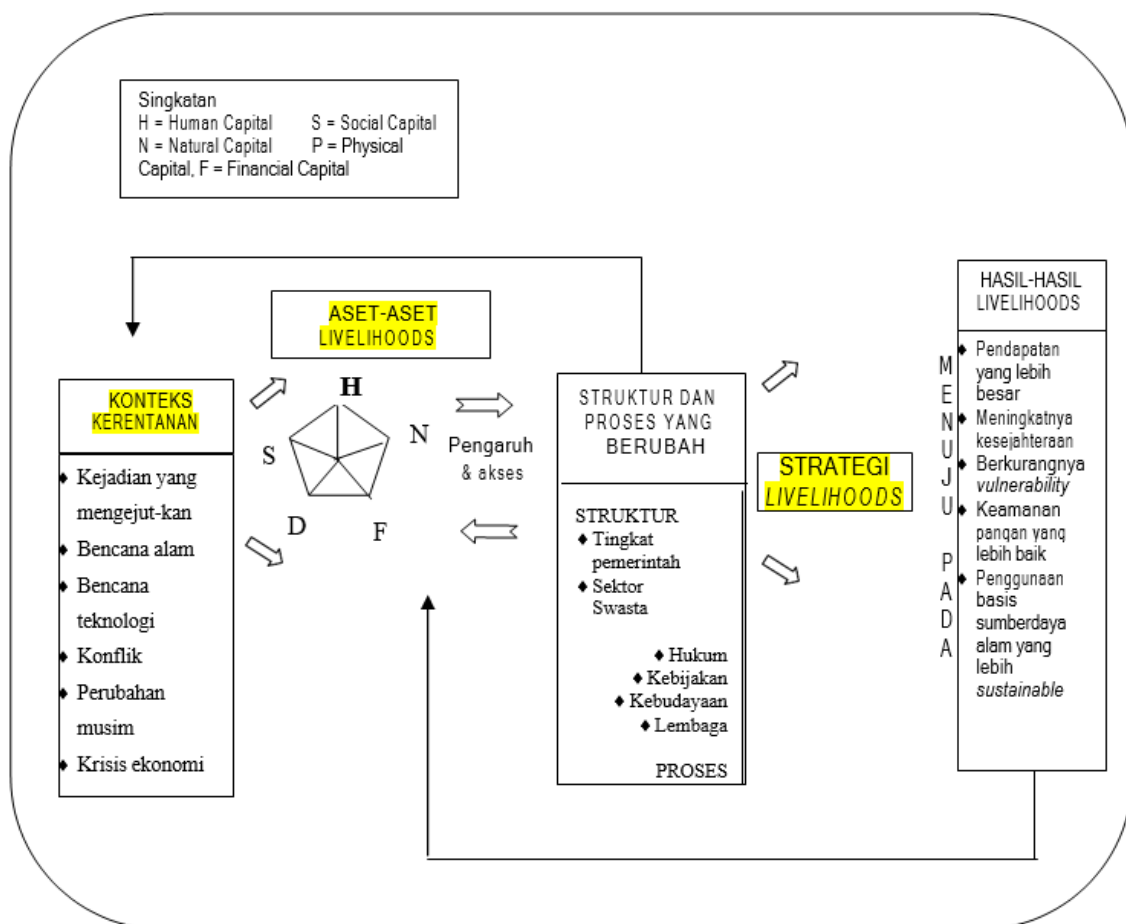 Singkatan
H = Human Capital S = Social Capital
N = Natural Capital P = Physical
Capital, F = Financial Capital
ASET-ASET
LIVELIHOODS
KONTEKS
KERENTANAN
Kejadian yang
mengejut-kan
Bencana alam
Bencana
teknologi
Konflik
Perubahan
musim
Krisis ekonomi
H
S
N
D
F
Pengaruh
& akses
STRUKTUR DAN
PROSES YANG
BERUBAH
STRUKTUR
Tingkat
pemerintah
Sektor
Swasta
Hukum
Kebijakan
Kebudayaan
Lembaga
PROSES
STRATEGI
LIVELIHOODS
MENUJU PADA
HASIL-HASIL
LIVELIHOODS
Pendapatan
yang lebih
besar
Meningkatnya
kesejahteraan
Berkurangnya
vulnerability
Keamanan
pangan yang
lebih baik
Penggunaan
basis
sumberdaya
alam yang
lebih
sustainable